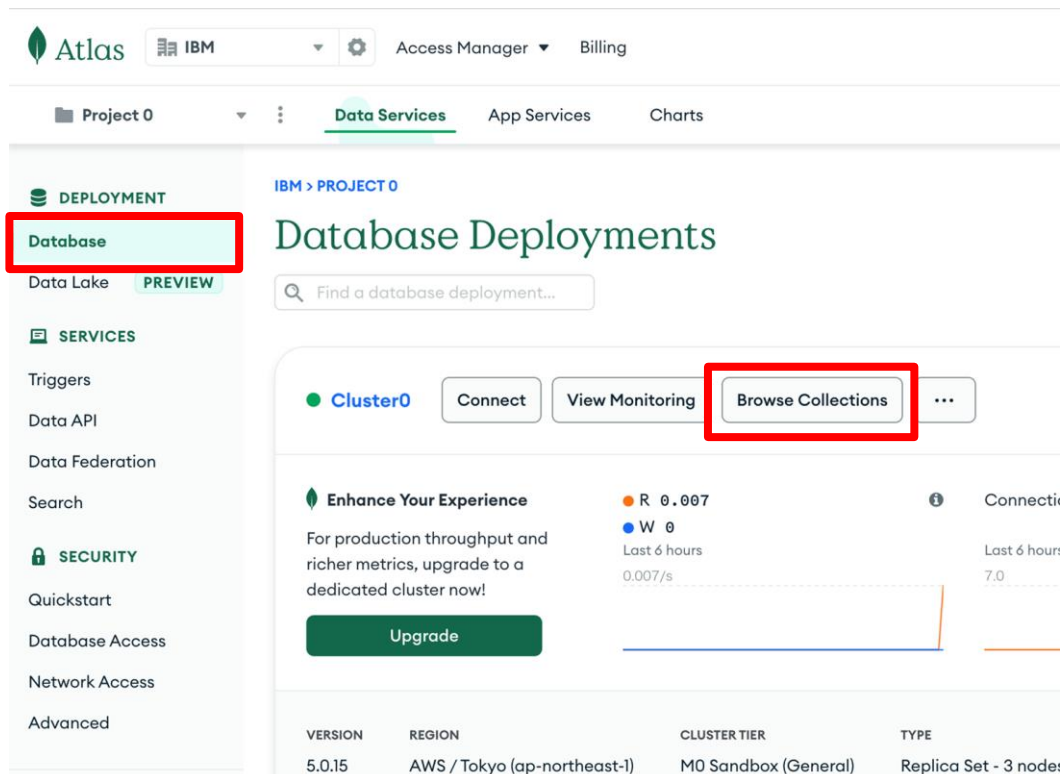 Atlas IBM Access Manager Billing
Project 0 Data Services App Services Charts
DEPLOYMENT
Database
Data Lake PREVIEW
SERVICES
Triggers
Data API
Data Federation
Search
SECURITY
Quickstart
Database Access
Network Access
Advanced
IBM > PROJECT 0
Database Deployments
Find a database deployment...
Cluster0 Connect View Monitoring Browse Collections ...
Enhance Your Experience
For production throughput and
richer metrics, upgrade to a
dedicated cluster now!
Upgrade
R 0.007
W 0
Last 6 hours
0.007/s
Connectio
Last 6 hours
7.0
VERSION REGION CLUSTER TIER TYPE
5.0.15 AWS / Tokyo (ap-northeast-1) M0 Sandbox (General) Replica Set - 3 nodes